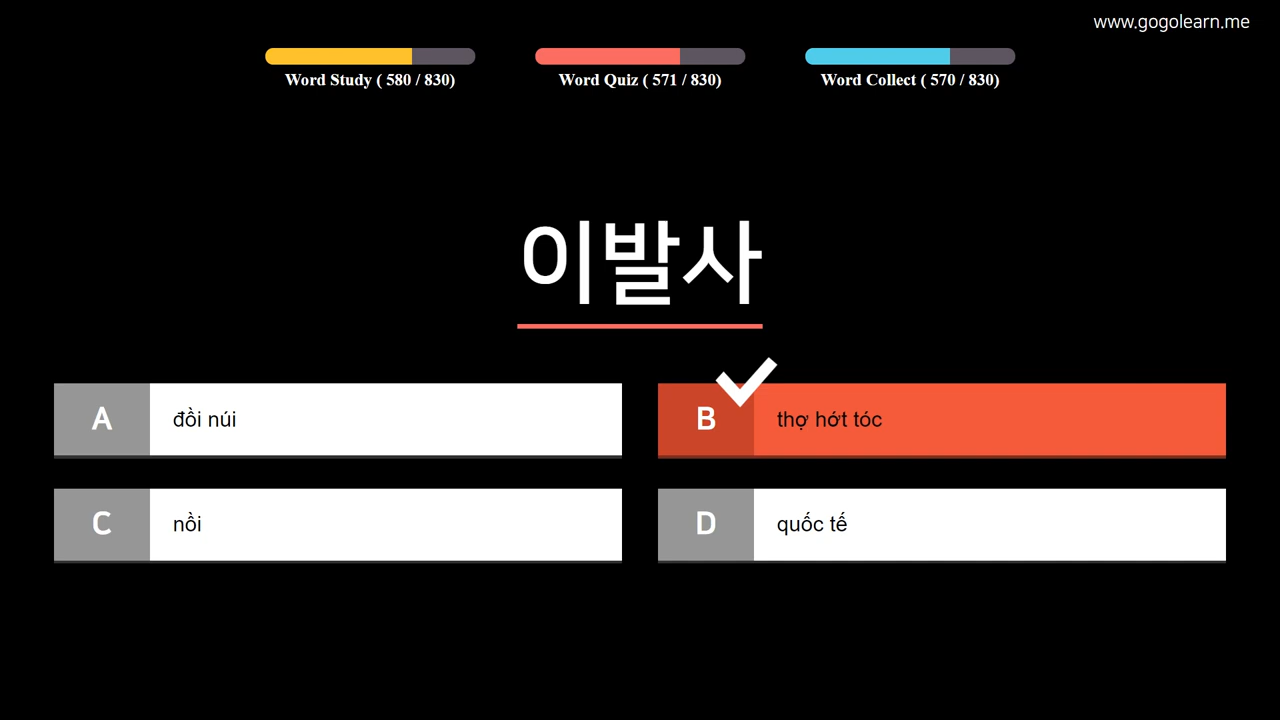 www.gogolearn.me
Word Study ( 580 / 830)
Word Quiz ( 571 / 830)
Word Collect ( 570 / 830)
이발사
A đồi núi
B thợ hớt tóc
C nồi
D quốc tế